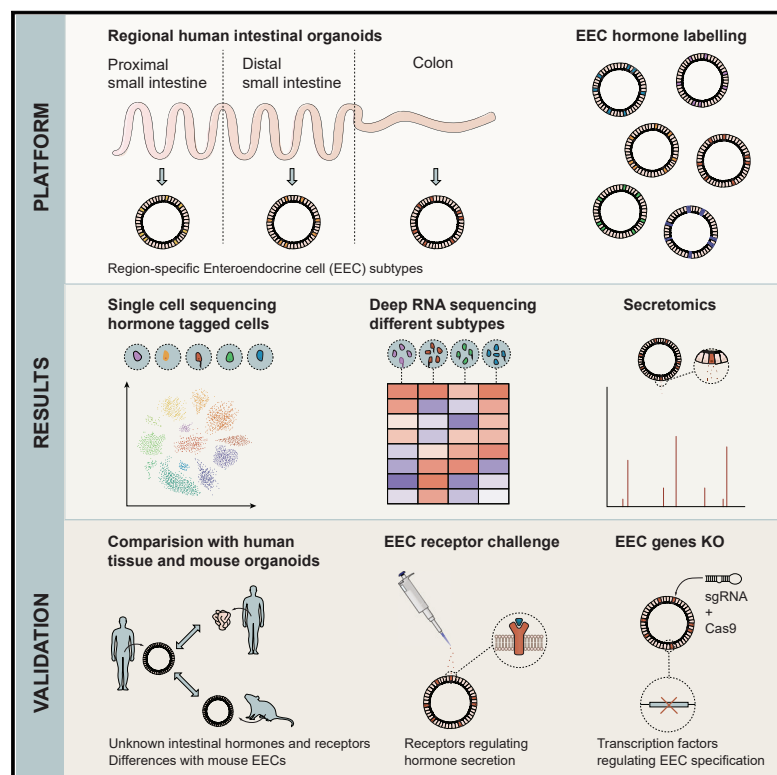 PLATFORM
Regional human intestinal organoids
EEC hormone labelling
Proximal
small intestine
Distal
small intestine
Colon
Region-specific Enteroendocrine cell (EEC) subtypes
RESULTS
Single cell sequencing
hormone tagged cells
Deep RNA sequencing
different subtypes
Secretomics
VALIDATION
Comparision with human
tissue and mouse organoids
EEC receptor challenge
EEC genes KO
sgRNA
+
Cas9
Unknown intestinal hormones and receptors
Differences with mouse EECs
Receptors regulating
hormone secretion
Transcription factors
regulating EEC specification